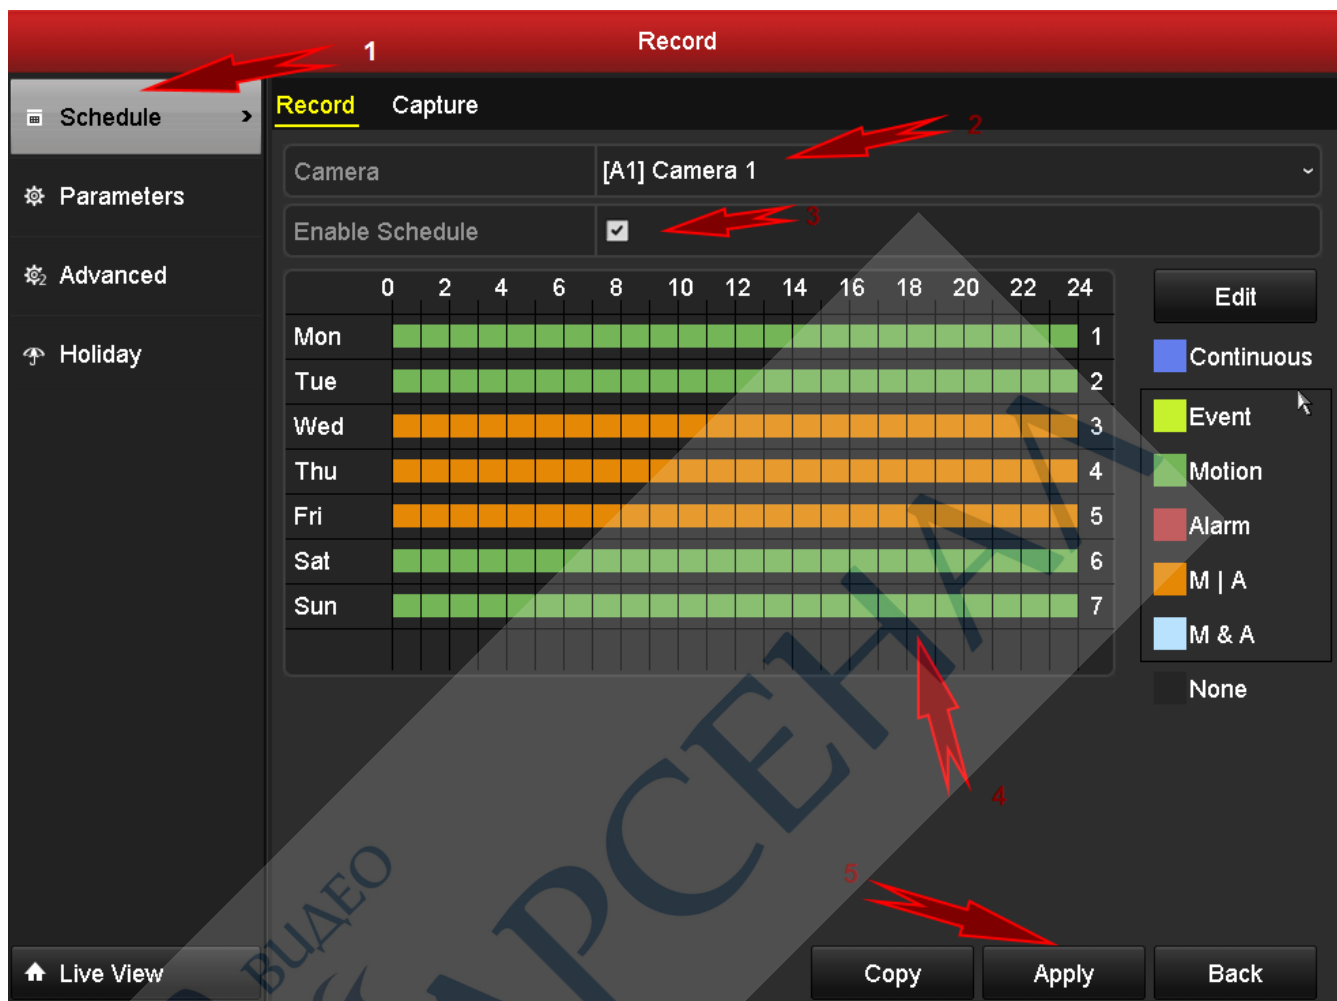 Record
1
Schedule
Parameters
Advanced
Holiday
Live View
Record Capture
2
Camera [A1] Camera 1
Enable Schedule
3
0 2 4 6 8 10 12 14 16 18 20 22 24
Mon 1
Tue 2
Wed 3
Thu 4
Fri 5
Sat 6
Sun 7
Edit
Continuous
Event
Motion
Alarm
M | A
M & A
None
4
5
Copy Apply Back
ВИДЕО
АРСЕНАЛ